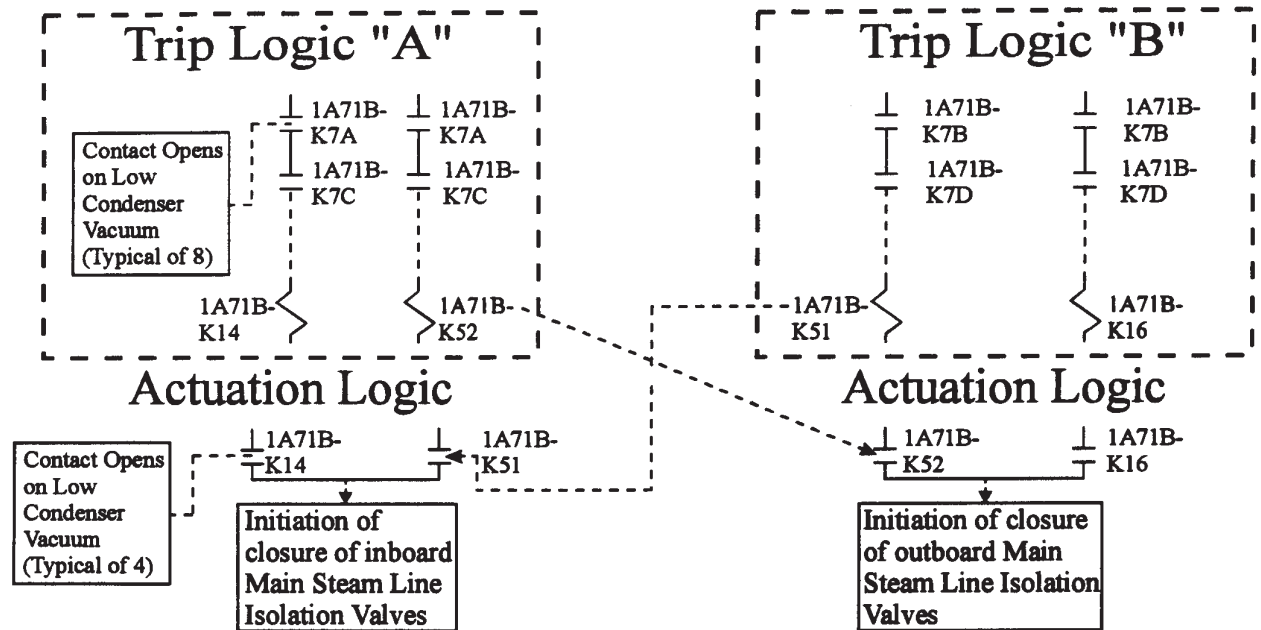 Trip Logic "A"
1A71B-
K7A
1A71B-
K7A
Contact Opens
on Low
Condenser
Vacuum
(Typical of 8)
1A71B-
K7C
1A71B-
K7C
1A71B-
K14
1A71B-
K52
Trip Logic "B"
1A71B-
K7B
1A71B-
K7B
1A71B-
K7D
1A71B-
K7D
1A71B-
K51
1A71B-
K16
Actuation Logic
Contact Opens
on Low
Condenser
Vacuum
(Typical of 4)
1A71B-
K14
1A71B-
K51
Initiation of
closure of inboard
Main Steam Line
Isolation Valves
Actuation Logic
1A71B-
K52
1A71B-
K16
Initiation of closure
of outboard Main
Steam Line Isolation
Valves